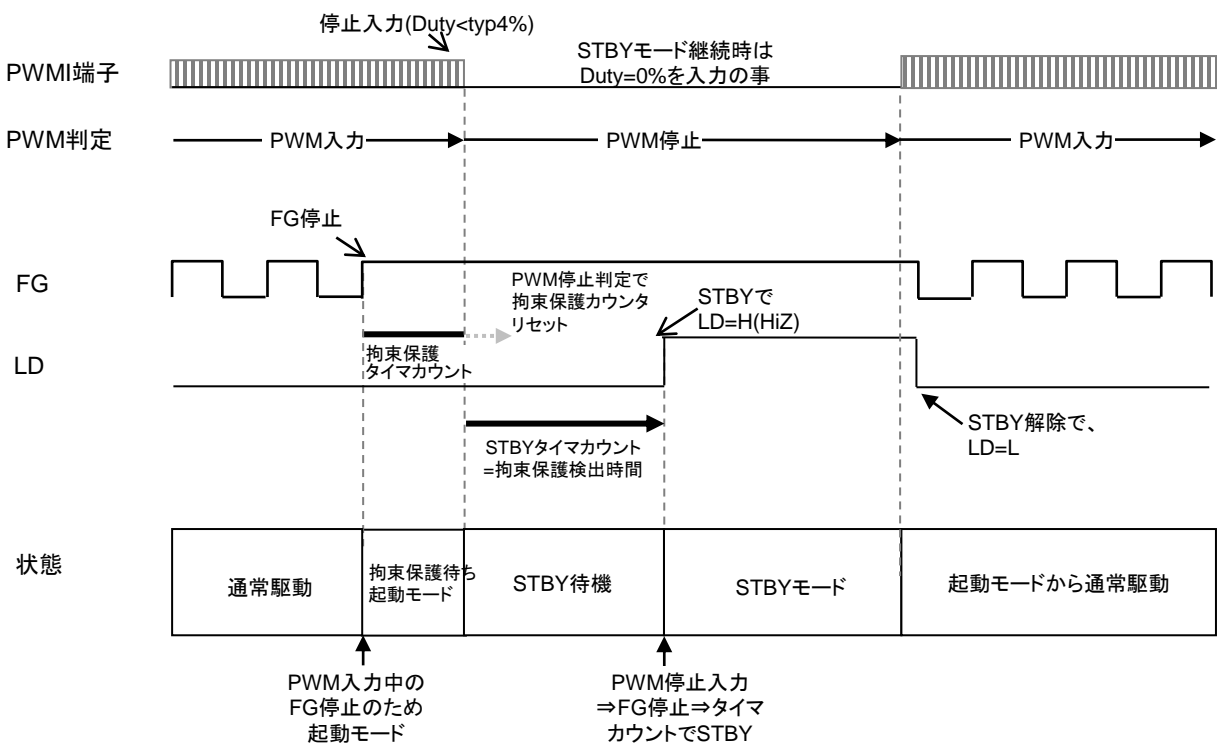 停止入力(Duty<typ4%)
PWMI端子
STBYモード継続時は
Duty=0%を入力の事
PWM判定
PWM入力
PWM停止
PWM入力
FG停止
FG
PWM停止判定で
拘束保護カウンタ
リセット
STBYで
LD=H(HiZ)
LD
拘束保護
タイマカウント
STBY解除で、
LD=L
STBYタイマカウント
=拘束保護検出時間
状態
通常駆動
拘束保護待ち
起動モード
STBY待機
STBYモード
起動モードから通常駆動
PWM入力中の
FG停止のため
起動モード
PWM停止入力
⇒FG停止⇒タイマ
カウントでSTBY